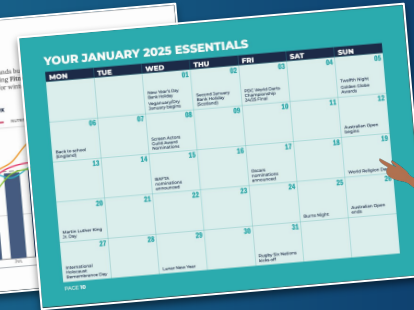 YOUR JANUARY 2025 ESSENTIALS
MON TUE WED THU FRI SAT SUN
01 02 03 04 05
New Year's Day
Bank Holiday
Veganuary/Dry
January begins
Second January
Bank Holiday
(Scotland)
PDC World Darts
Championship
24/25 Final
Twelfth Night
Golden Globe
Awards
06 07 08 09 10 11 12
Back to school
(England)
Screen Actors
Guild Award
Nominations
Australian Open
begins
13 14 15 16 17 18 19
BAFTA
nominations
announced
Oscars
nominations
announced
World Religion Day
20 21 22 23 24 25 26
Martin Luther King
Jr. Day
Burns Night
Australian Open
ends
27 28 29 30 31
International
Holocaust
Remembrance Day
Lunar New Year
Rugby Six Nations
kicks off
PAGE 10